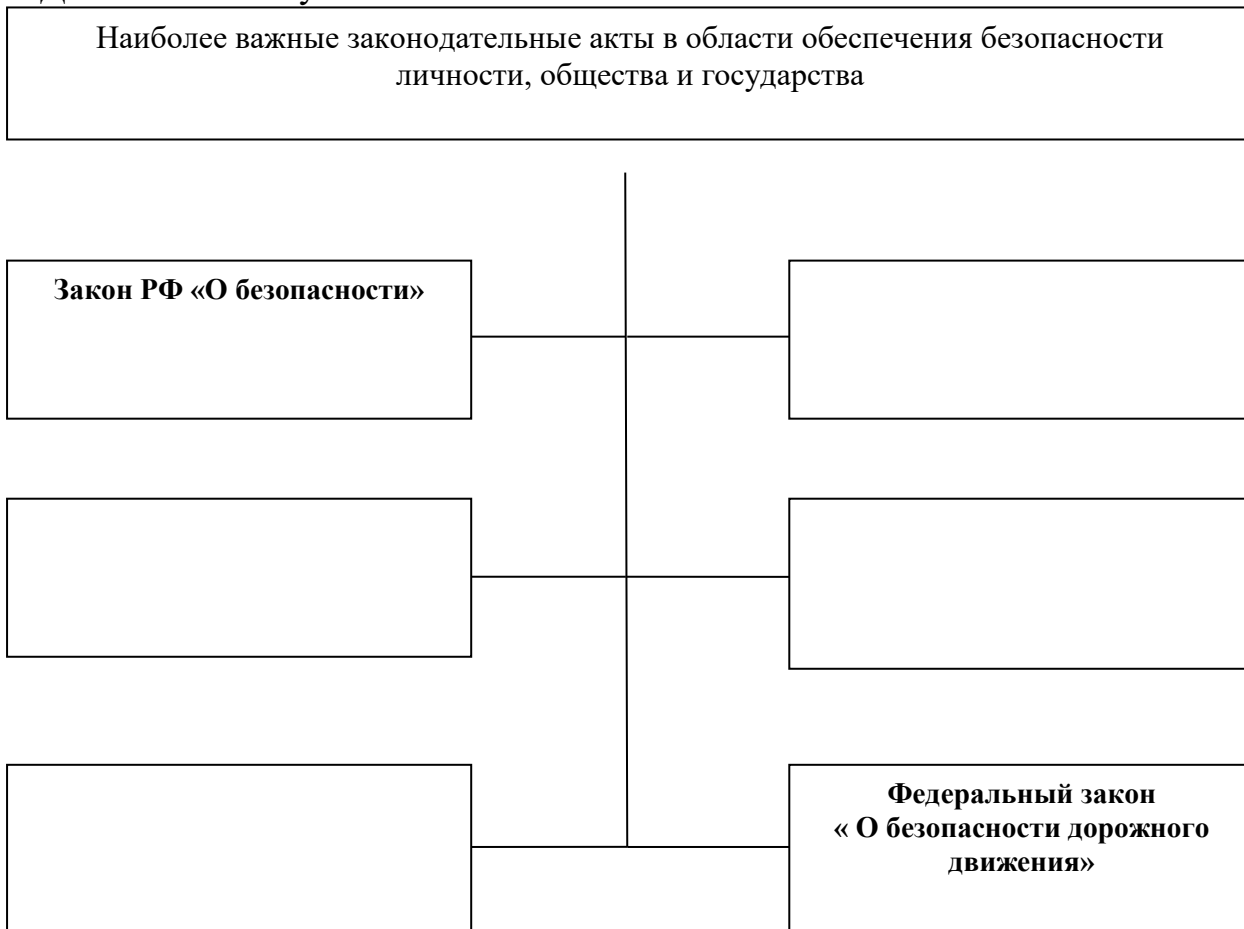 Наиболее важные законодательные акты в области обеспечения безопасности
личности, общества и государства
Закон РФ «О безопасности»
Федеральный закон
« О безопасности дорожного
движения»